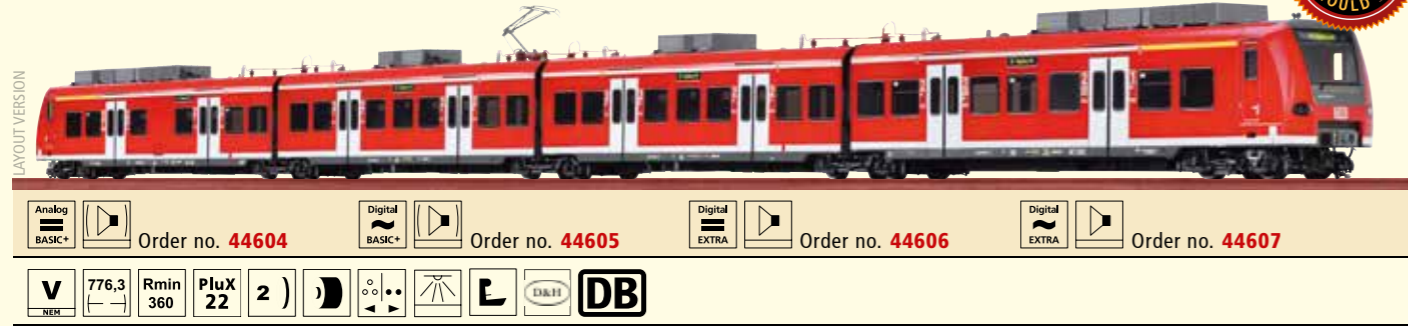 OULD
LAYOUT VERSION
Analog BASIC+ Order no. 44604
Digital BASIC+ Order no. 44605
Digital EXTRA Order no. 44606
Digital EXTRA Order no. 44607
V NEM
776,3
Rmin 360
PluX 22
2 )
D&H
DB